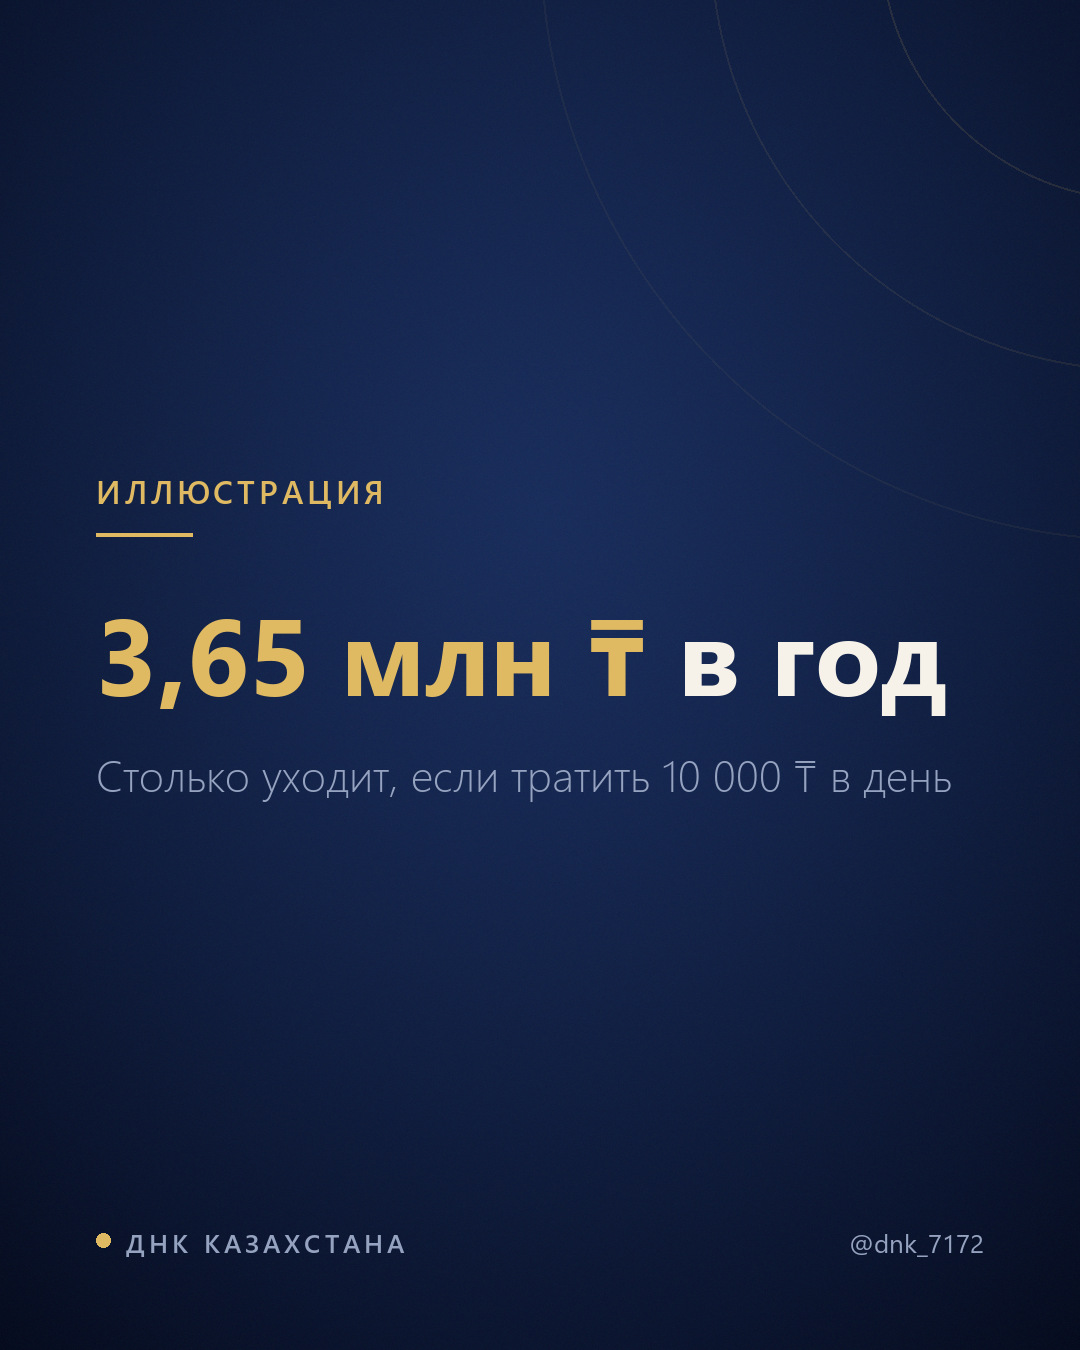 ИЛЛЮСТРАЦИЯ
3,65 млн ₸ в год
Столько уходит, если тратить 10 000 ₸ в день
ДНК КАЗАХСТАНА
@dnk_7172